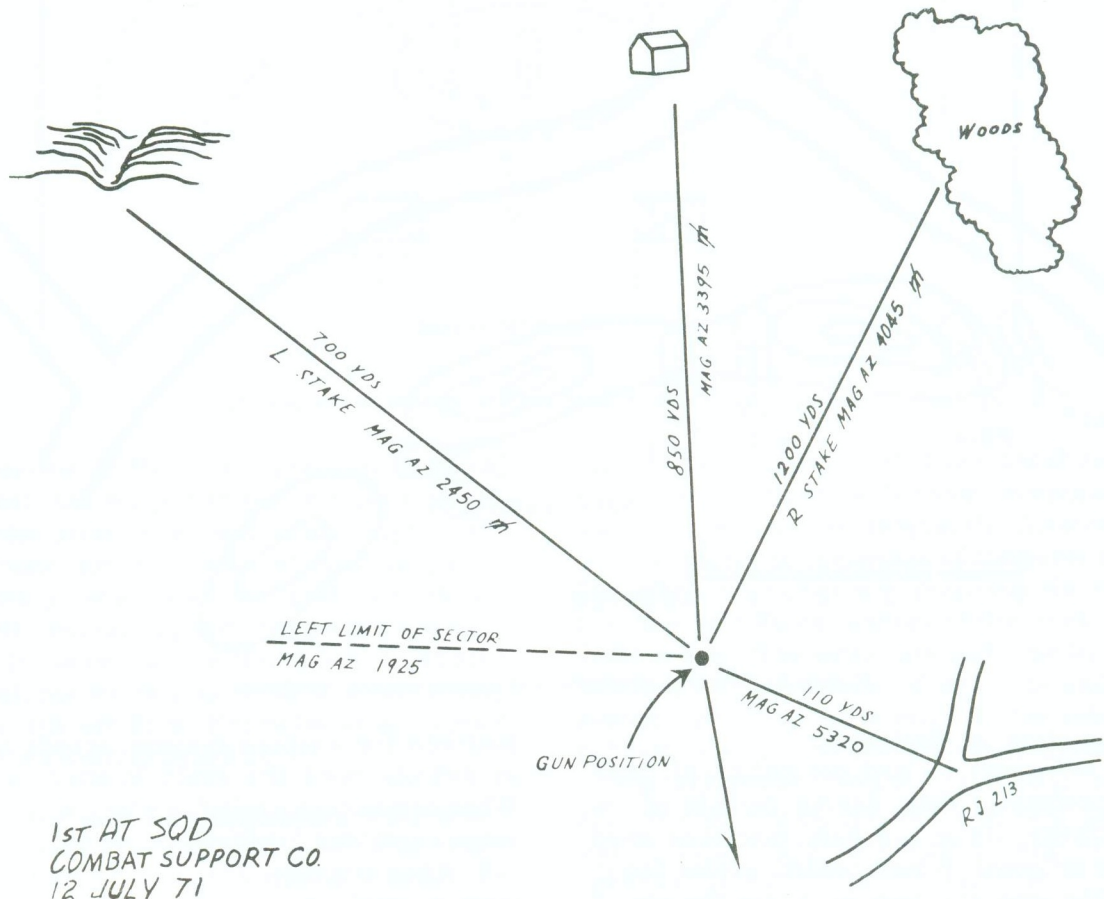 WOODS
700 YDS
L STAKE MAG AZ 2450 m̸
850 YDS
MAG AZ 3395 m̸
1200 YDS
R STAKE MAG AZ 4045 m̸
LEFT LIMIT OF SECTOR
MAG AZ 1925
110 YDS
MAG AZ 5320
GUN POSITION
RJ 213
1ST AT SQD
COMBAT SUPPORT CO.
12 JULY 71